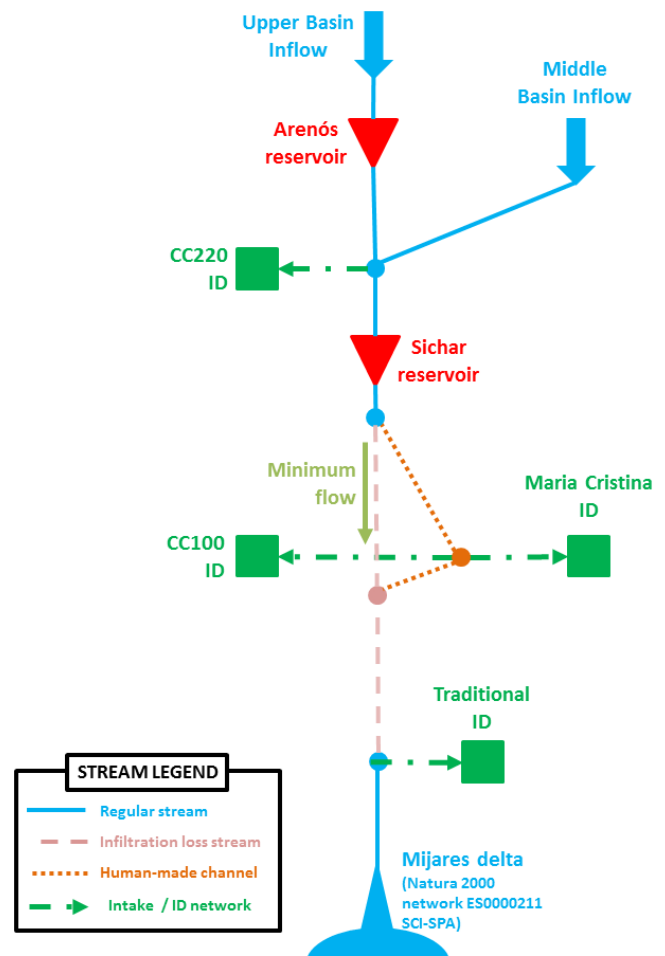 Upper Basin
Inflow
Middle
Basin Inflow
Arenós
reservoir
CC220
ID
Sichar
reservoir
Minimum
flow
Maria Cristina
ID
CC100
ID
Traditional
ID
STREAM LEGEND
Regular stream
Infiltration loss stream
Human-made channel
Intake / ID network
Mijares delta
(Natura 2000
network ES0000211
SCI-SPA)